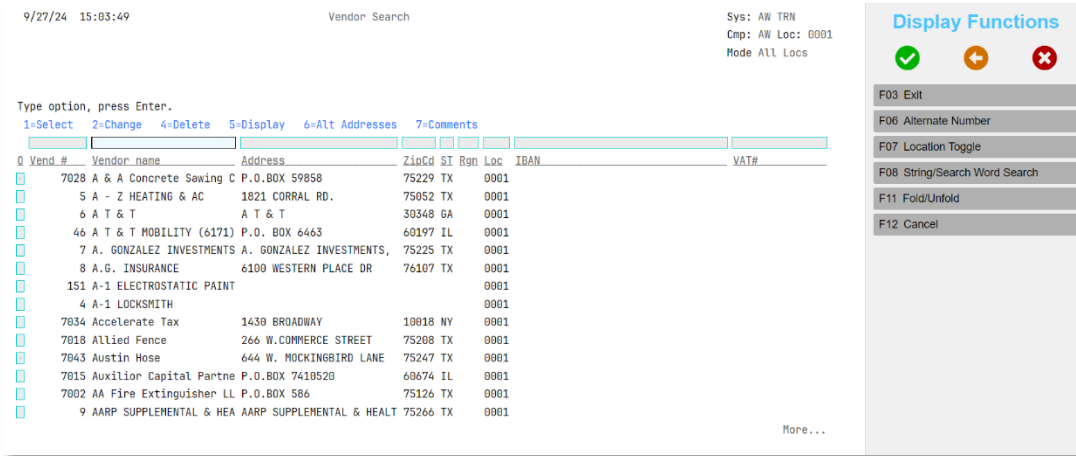 9/27/24 15:03:49 Vendor Search Sys: AW TRN
Cmp: AW Loc: 0001
Mode All Locs
Type option, press Enter.
1=Select 2=Change 4=Delete 5=Display 6=Alt Addresses 7=Comments
O Vend # Vendor name Address ZipCd ST Rgn Loc IBAN VAT#
7028 A & A Concrete Sawing C P.O.BOX 59858 75229 TX 0001
5 A - Z HEATING & AC 1821 CORRAL RD. 75052 TX 0001
6 A T & T A T & T 30348 GA 0001
46 A T & T MOBILITY (6171) P.O. BOX 6463 60197 IL 0001
7 A. GONZALEZ INVESTMENTS A. GONZALEZ INVESTMENTS, 75225 TX 0001
8 A.G. INSURANCE 6100 WESTERN PLACE DR 76107 TX 0001
151 A-1 ELECTROSTATIC PAINT 0001
4 A-1 LOCKSMITH 0001
7034 Accelerate Tax 1430 BROADWAY 10018 NY 0001
7018 Allied Fence 266 W.COMMERCE STREET 75208 TX 0001
7043 Austin Hose 644 W. MOCKINGBIRD LANE 75247 TX 0001
7015 Auxilior Capital Partne P.O.BOX 7410520 60674 IL 0001
7002 AA Fire Extinguisher LL P.O.BOX 586 75126 TX 0001
9 AARP SUPPLEMENTAL & HEA AARP SUPPLEMENTAL & HEALT 75266 TX 0001
More...
Display Functions
F03 Exit
F06 Alternate Number
F07 Location Toggle
F08 String/Search Word Search
F11 Fold/Unfold
F12 Cancel